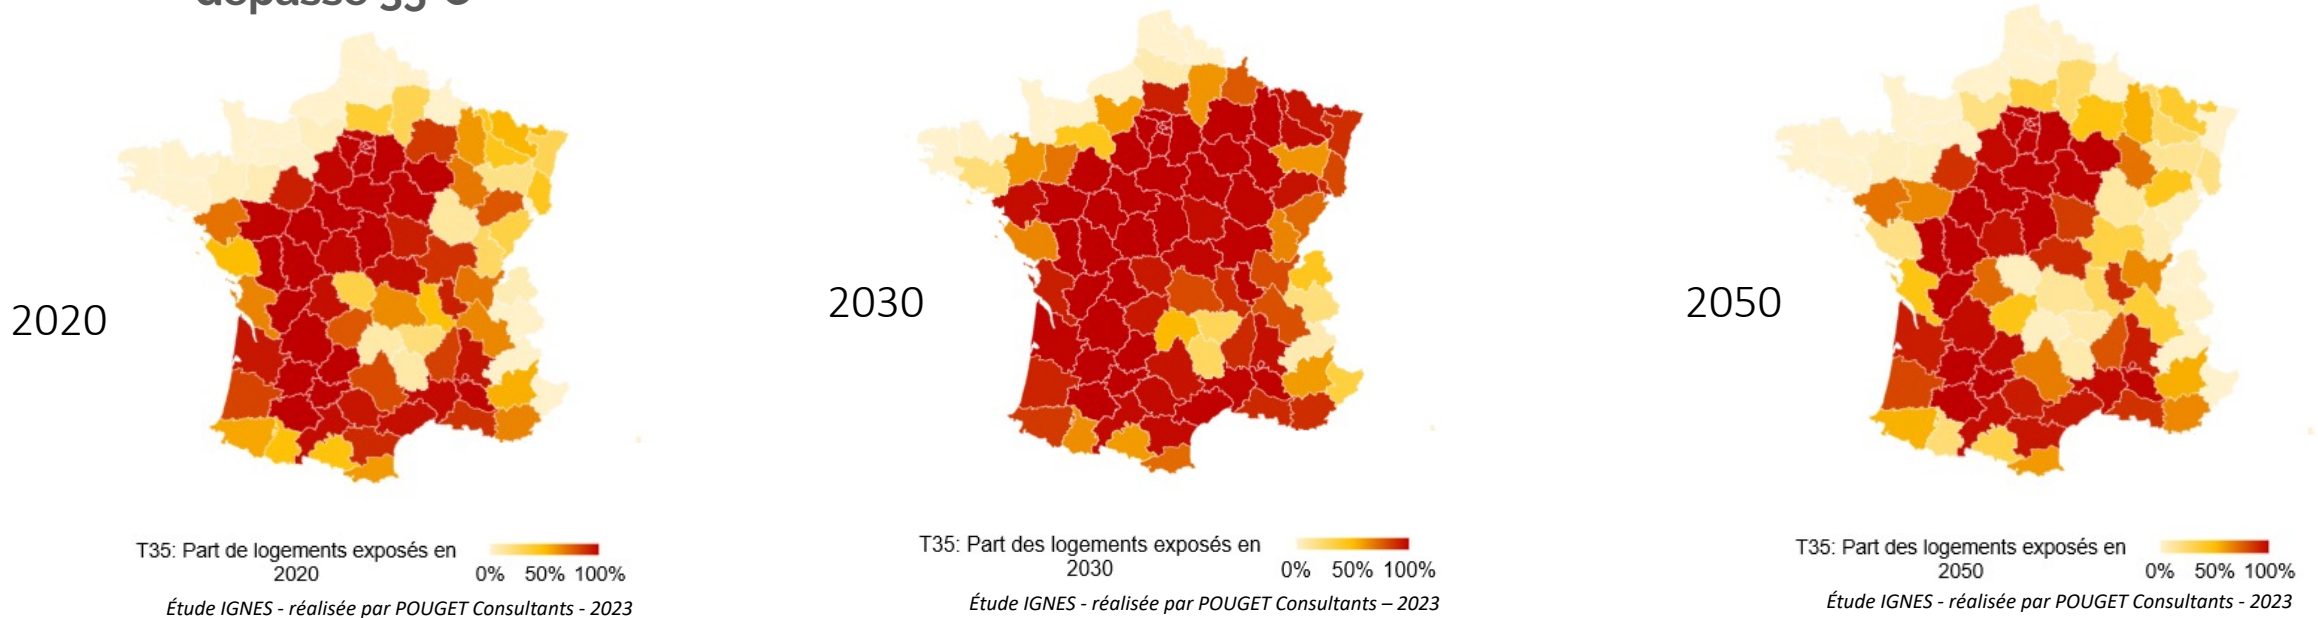 dépasse 35°C
2020
2030
2050
T35: Part de logements exposés en
2020
0% 50% 100%
Étude IGNES - réalisée par POUGET Consultants - 2023
T35: Part des logements exposés en
2030
0% 50% 100%
Étude IGNES - réalisée par POUGET Consultants – 2023
T35: Part des logements exposés en
2050
0% 50% 100%
Étude IGNES - réalisée par POUGET Consultants - 2023